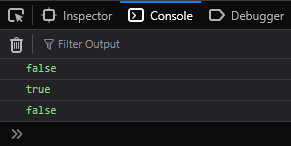 Inspector Console Debugger
Filter Output
false
true
false